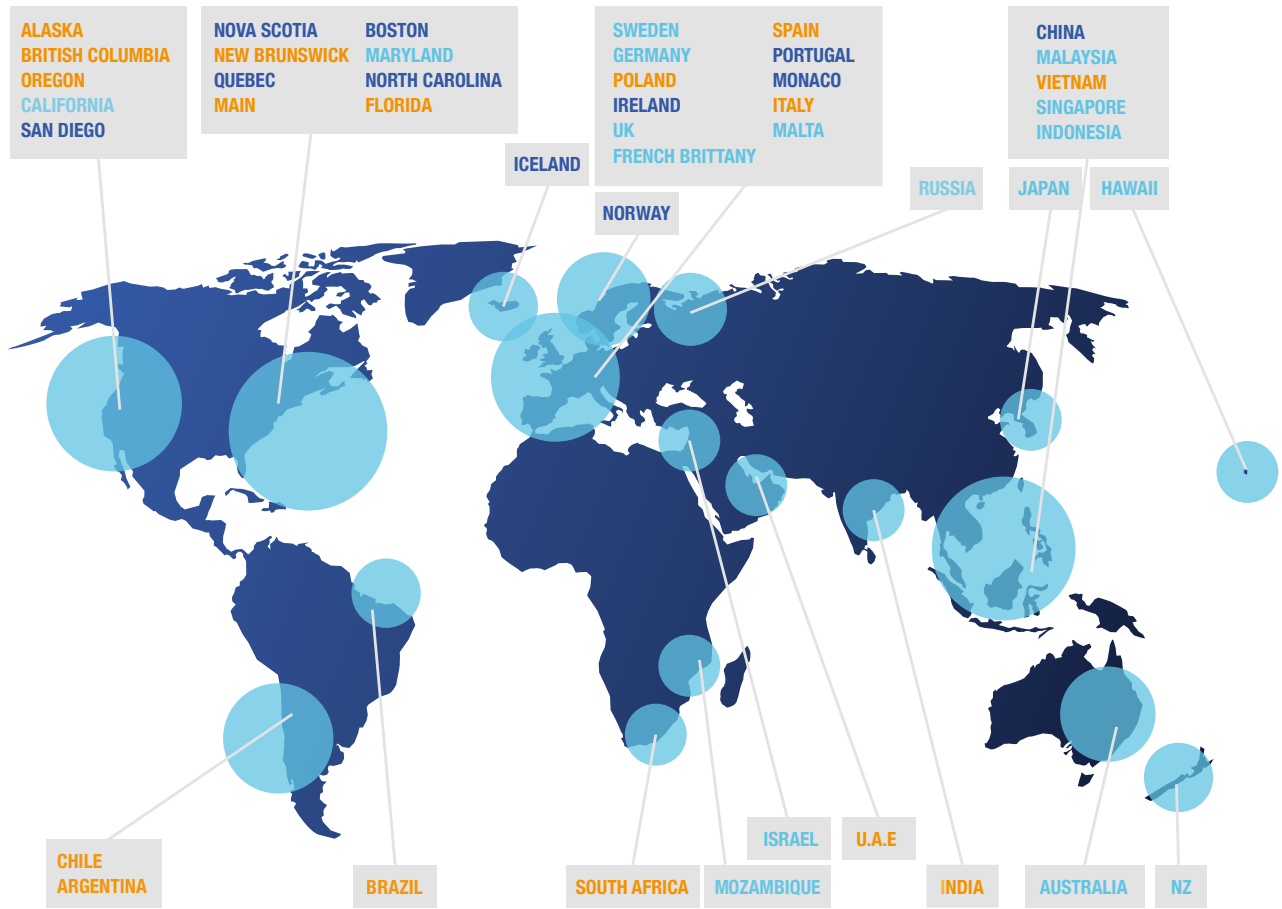 ALASKA
BRITISH COLUMBIA
OREGON
CALIFORNIA
SAN DIEGO
NOVA SCOTIA
NEW BRUNSWICK
QUEBEC
MAIN
BOSTON
MARYLAND
NORTH CAROLINA
FLORIDA
ICELAND
SWEDEN
GERMANY
POLAND
IRELAND
UK
FRENCH BRITTANY
SPAIN
PORTUGAL
MONACO
ITALY
MALTA
NORWAY
CHINA
MALAYSIA
VIETNAM
SINGAPORE
INDONESIA
RUSSIA
JAPAN
HAWAII
CHILE
ARGENTINA
BRAZIL
SOUTH AFRICA
MOZAMBIQUE
ISRAEL
U.A.E
INDIA
AUSTRALIA
NZ